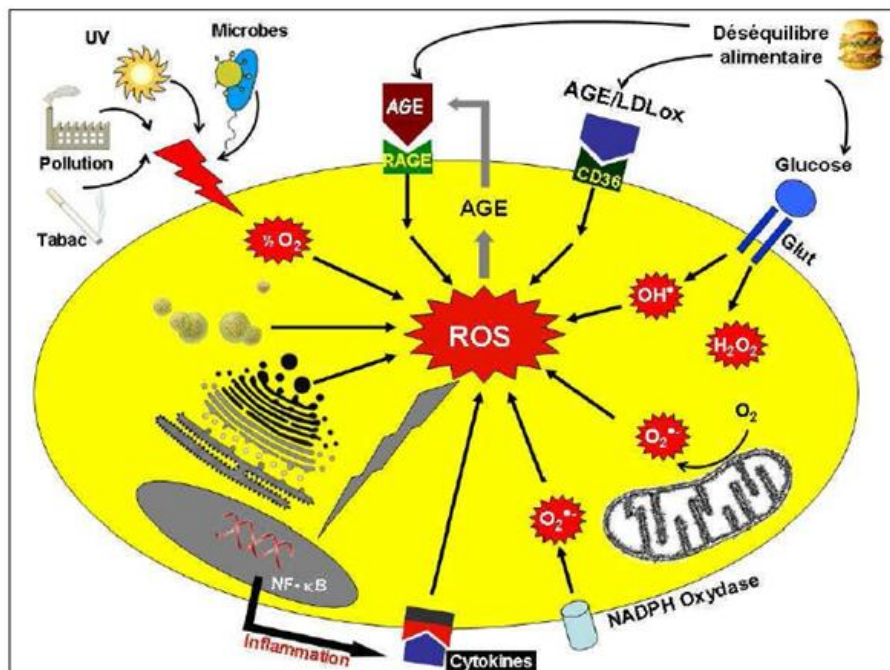 UV
Microbes
Déséquilibre
alimentaire
Pollution
Tabac
AGE
RAGE
AGE/LDLox
CD36
Glucose
Glut
AGE
½ O₂
ROS
OH•
H₂O₂
O₂
O₂•-
O₂•-
NF-κB
Inflammation
Cytokines
NADPH Oxydase